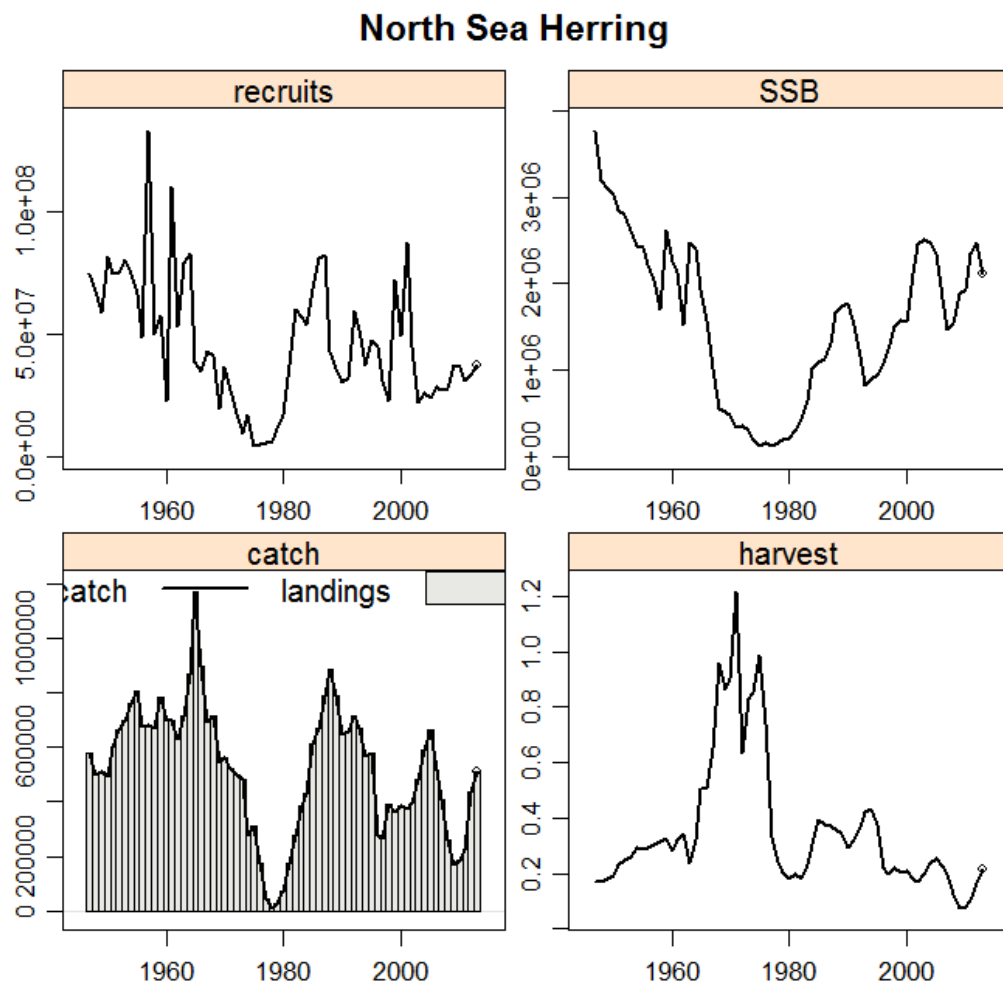 North Sea Herring
recruits
0.0e+00 5.0e+07 1.0e+08
1960 1980 2000
SSB
0e+00 1e+06 2e+06 3e+06
1960 1980 2000
catch
catch landings
0 200000 600000 1000000
1960 1980 2000
harvest
0.2 0.4 0.6 0.8 1.0 1.2
1960 1980 2000